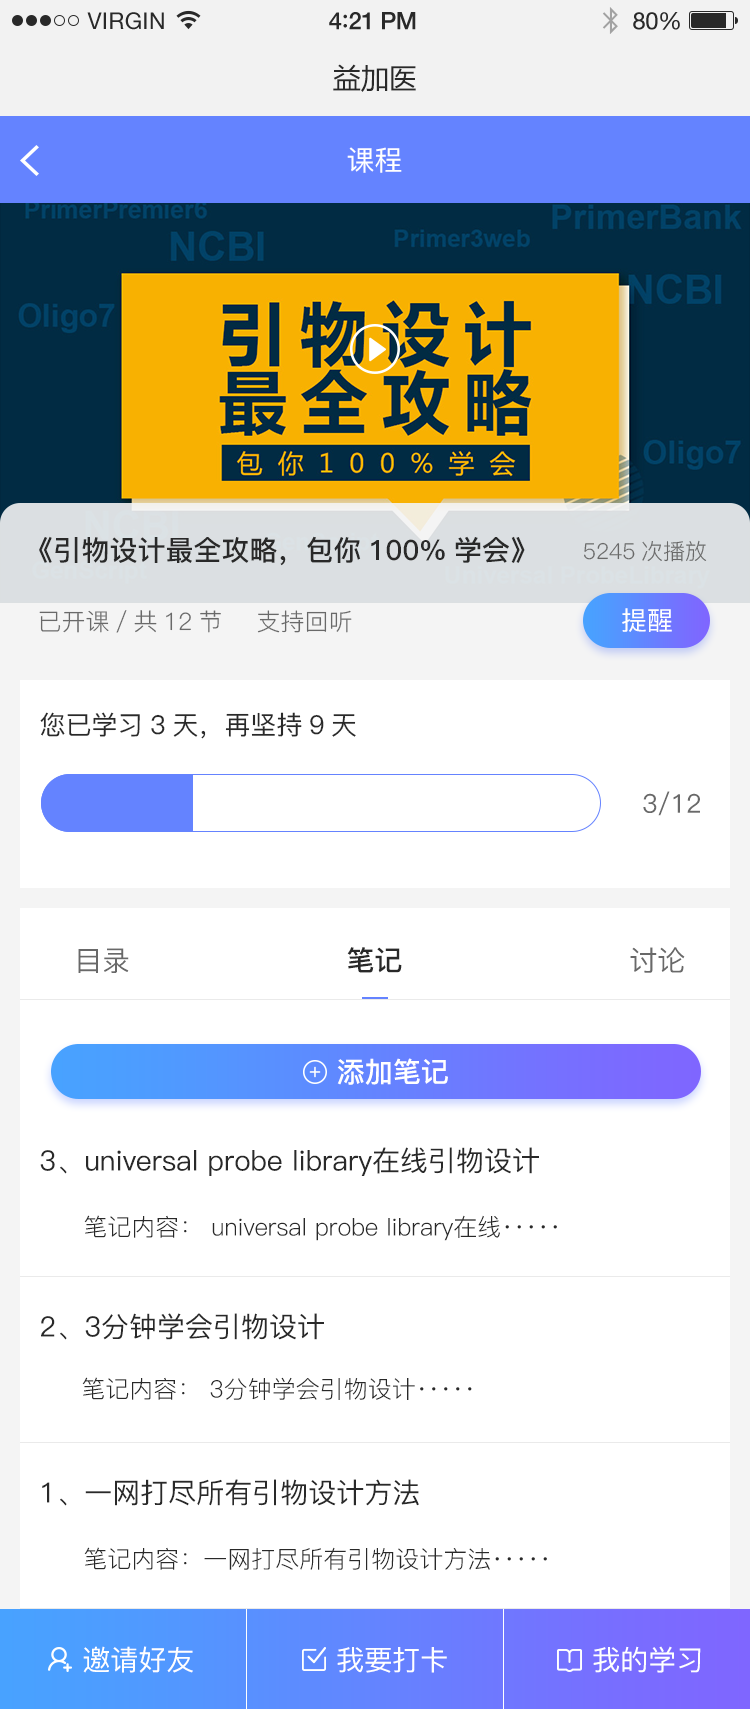 VIRGIN
4:21 PM
80%
益加医
课程
PrimerPremier6
PrimerBank
NCBI
Primer3web
NCBI
Oligo7
引物设计
最全攻略
包你100%学会
Oligo7
NCBI
Universal ProbeLibrary
《引物设计最全攻略，包你 100% 学会》
5245 次播放
已开课 / 共 12 节
支持回听
提醒
您已学习 3 天，再坚持 9 天
3/12
目录
笔记
讨论
添加笔记
3、universal probe library在线引物设计
笔记内容： universal probe library在线·····
2、3分钟学会引物设计
笔记内容： 3分钟学会引物设计·····
1、一网打尽所有引物设计方法
笔记内容：一网打尽所有引物设计方法·····
邀请好友
我要打卡
我的学习